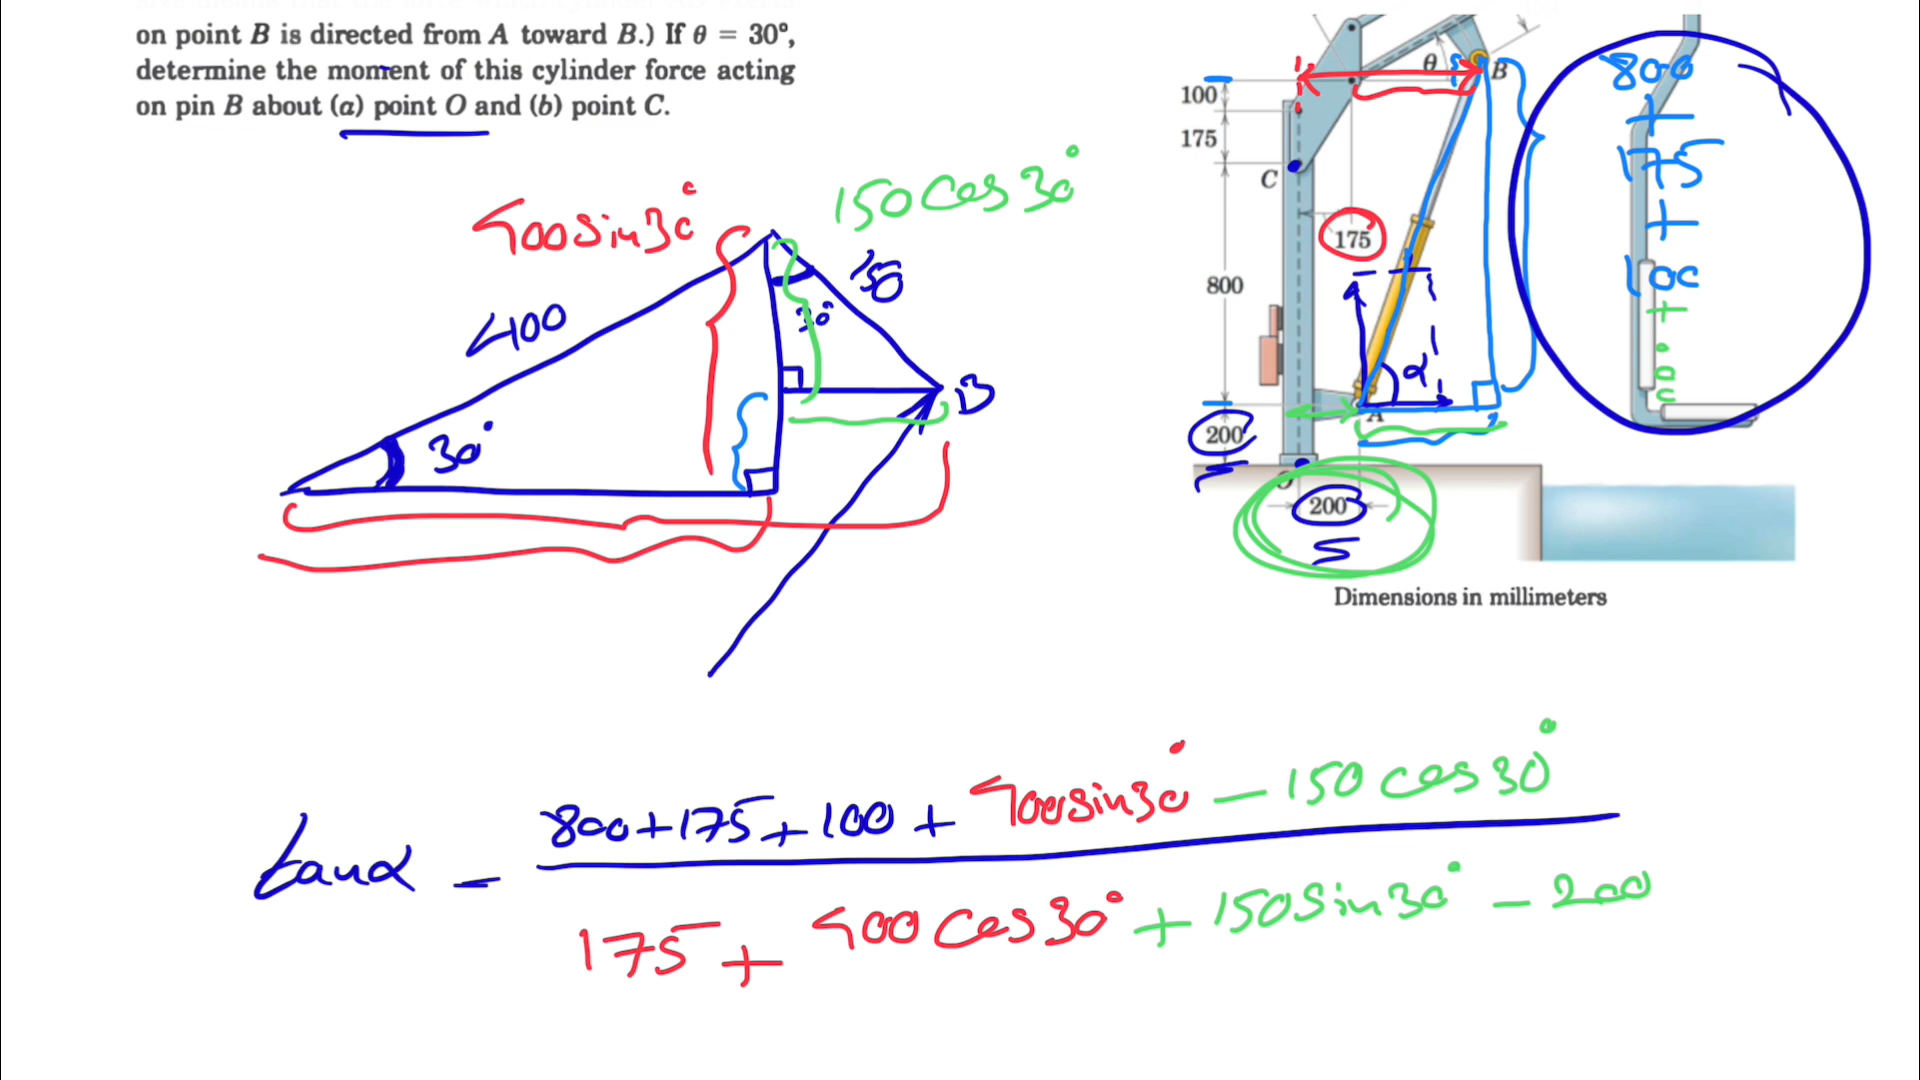 on point B is directed from A toward B.) If θ = 30°,
determine the moment of this cylinder force acting
on pin B about (a) point O and (b) point C.
400sin30°
150cos30°
400
150
30°
30°
B
100
175
C
800
200
175
θ
B
α
A
O
200
Dimensions in millimeters
800
+
175
+
100
+
tanα = 800+175+100+400sin30° - 150cos30°
175 + 400cos30° + 150sin30° - 200